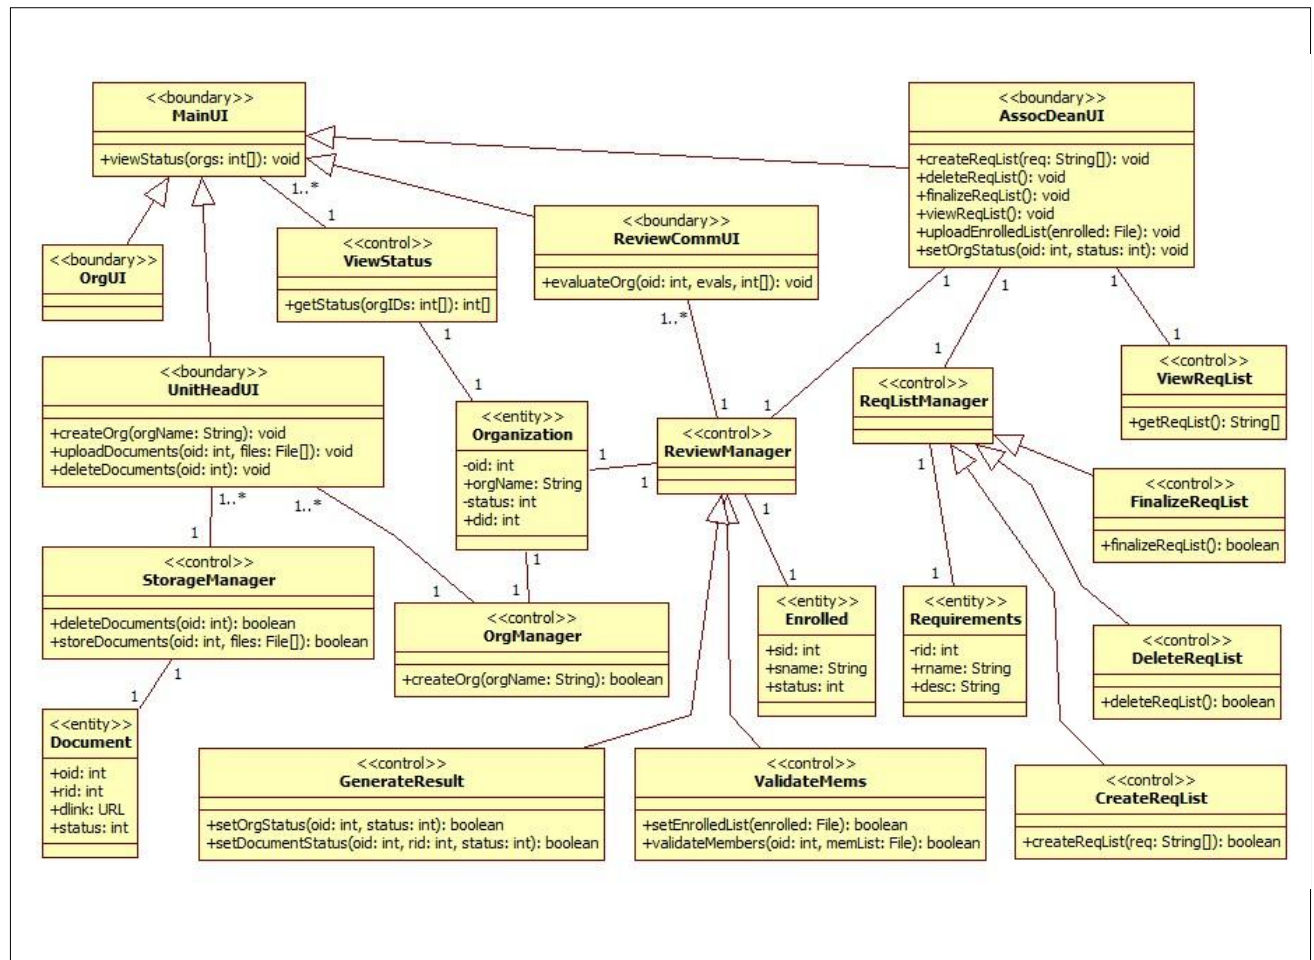 <<boundary>>
MainUI
+viewStatus(orgs: int[]): void
<<boundary>>
AssocDeanUI
+createReqList(req: String[]): void
+deleteReqList(): void
+finalizeReqList(): void
+viewReqList(): void
+uploadEnrolledList(enrolled: File): void
+setOrgStatus(oid: int, status: int): void
1..*
1
<<boundary>>
OrgUI
<<control>>
ViewStatus
+getStatus(orgIDs: int[]): int[]
<<boundary>>
ReviewCommUI
+evaluateOrg(oid: int, evals, int[]): void
1
1
1
1
1..*
1
1
<<boundary>>
UnitHeadUI
+createOrg(orgName: String): void
+uploadDocuments(oid: int, files: File[]): void
+deleteDocuments(oid: int): void
<<control>>
ViewReqList
+getReqList(): String[]
<<control>>
ReqListManager
1
1
1
<<entity>>
Organization
-oid: int
+orgName: String
-status: int
+did: int
<<control>>
ReviewManager
1
1
1
1
<<control>>
FinalizeReqList
+finalizeReqList(): boolean
1..*
1..*
1
1
1
1
<<control>>
StorageManager
+deleteDocuments(oid: int): boolean
+storeDocuments(oid: int, files: File[]): boolean
<<control>>
OrgManager
+createOrg(orgName: String): boolean
1
1
<<entity>>
Enrolled
+sid: int
+sname: String
+status: int
<<entity>>
Requirements
-rid: int
+rname: String
+desc: String
<<control>>
DeleteReqList
+deleteReqList(): boolean
1
1
<<entity>>
Document
+oid: int
+rid: int
+dlink: URL
+status: int
<<control>>
GenerateResult
+setOrgStatus(oid: int, status: int): boolean
+setDocumentStatus(oid: int, rid: int, status: int): boolean
<<control>>
ValidateMems
+setEnrolledList(enrolled: File): boolean
+validateMembers(oid: int, memList: File): boolean
<<control>>
CreateReqList
+createReqList(req: String[]): boolean